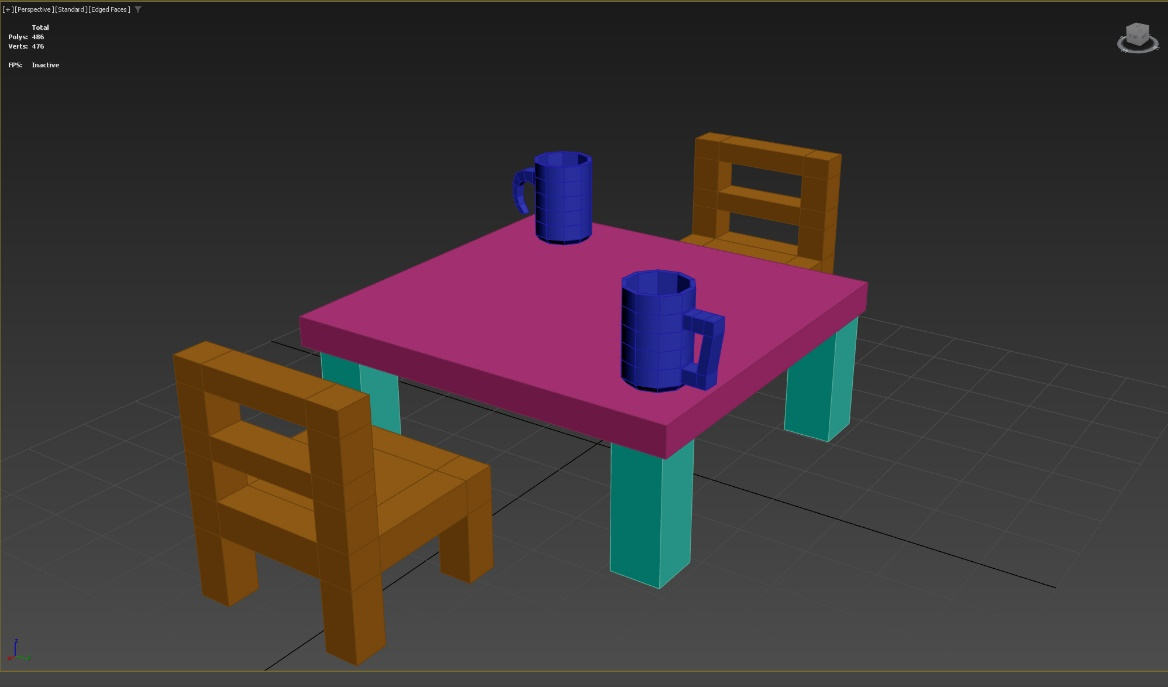 [+][Perspective][Standard][Edged Faces]
Total
Polys: 486
Verts: 476
FPS: Inactive
z